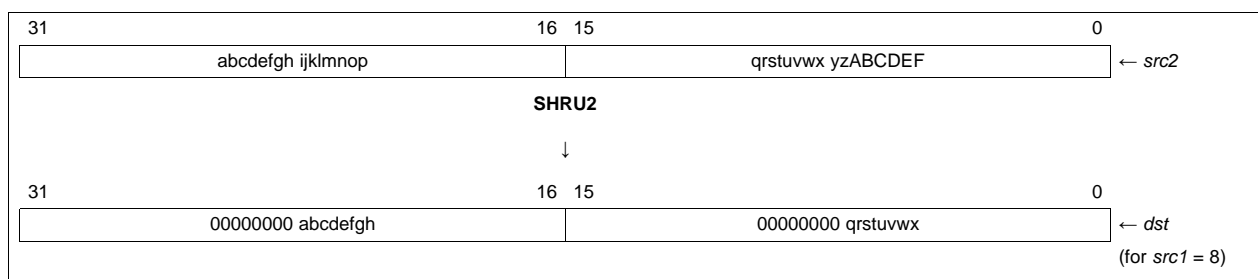 31 16 15 0
abcdefgh ijklmnop qrstuvwx yzABCDEF ← src2
SHRU2
↓
31 16 15 0
00000000 abcdefgh 00000000 qrstuvwx ← dst
(for src1 = 8)